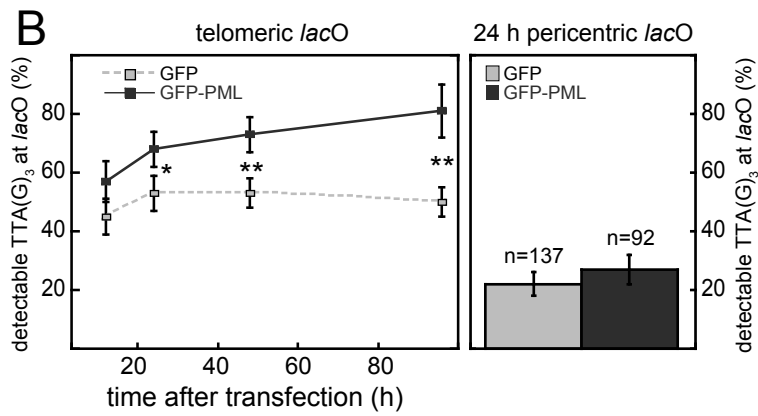 B
telomeric lacO
24 h pericentric lacO
detectable TTA(G)3 at lacO (%)
80
60
40
20
GFP
GFP-PML
*
**
**
20
40
60
80
time after transfection (h)
GFP
GFP-PML
n=137
n=92
80
60
40
20
detectable TTA(G)3 at lacO (%)